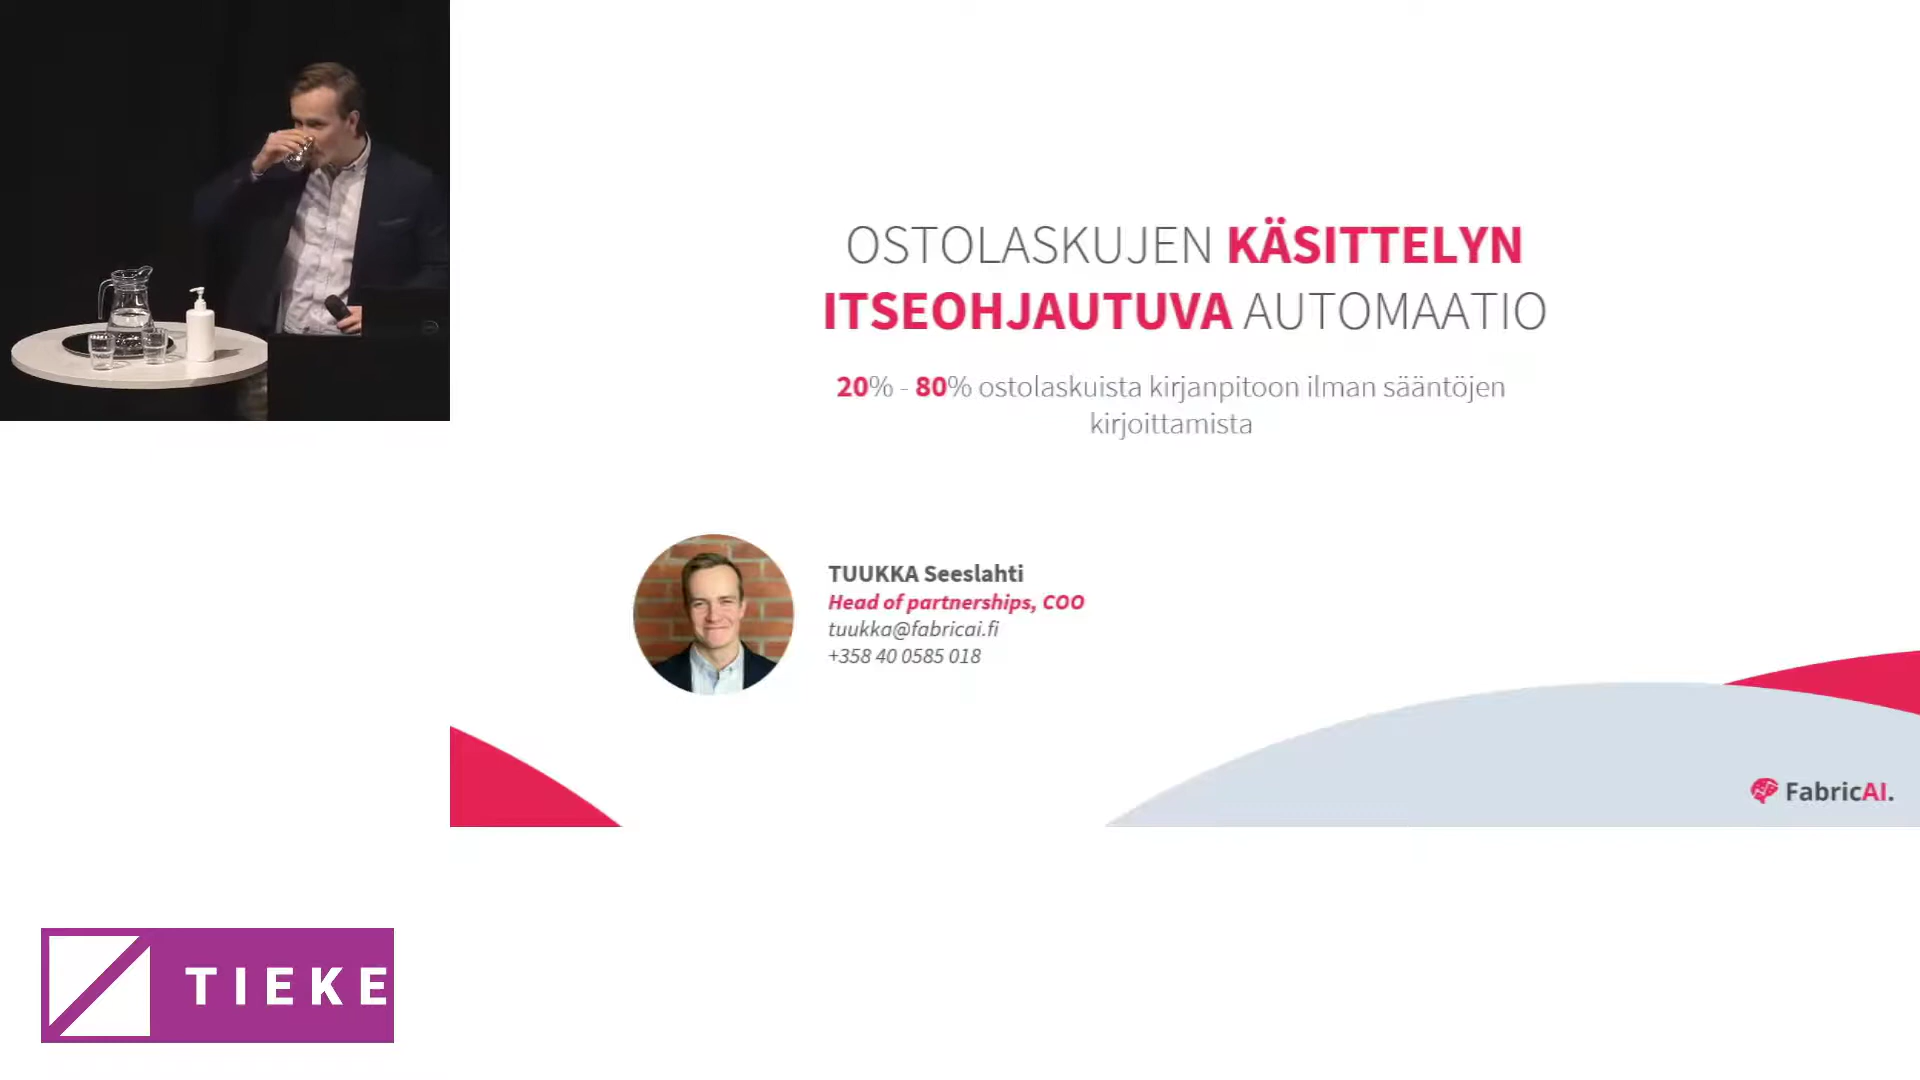 OSTOLASKUJEN KÄSITTELYN
ITSEOHJAUTUVA AUTOMAATIO
20% - 80% ostolaskuista kirjanpitoon ilman sääntöjen
kirjoittamista
TUUKKA Seeslahti
Head of partnerships, COO
tuukka@fabricai.fi
+358 40 0585 018
FabricAI.
TIEKE